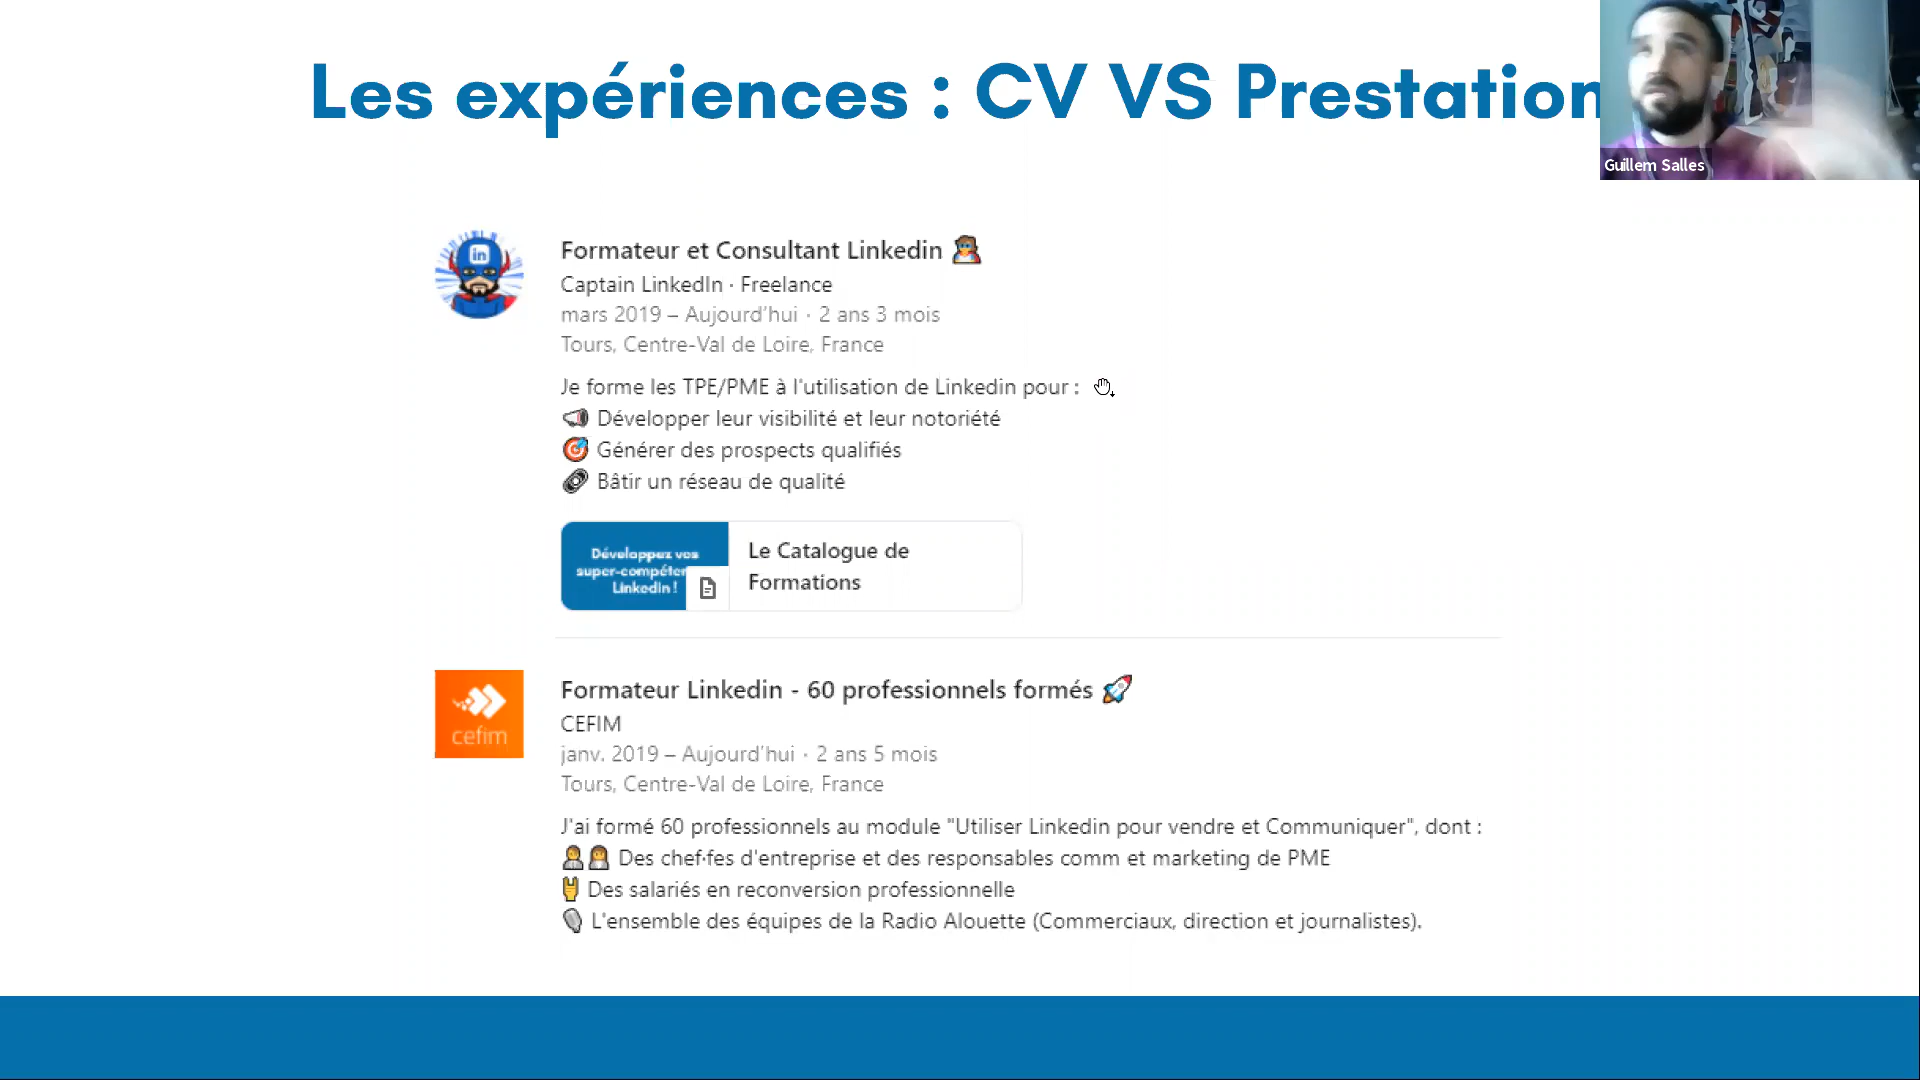 Les expériences : CV VS Prestation
Guillem Salles
in
Formateur et Consultant Linkedin
Captain LinkedIn · Freelance
mars 2019 – Aujourd'hui · 2 ans 3 mois
Tours, Centre-Val de Loire, France
Je forme les TPE/PME à l'utilisation de Linkedin pour :
Développer leur visibilité et leur notoriété
Générer des prospects qualifiés
Bâtir un réseau de qualité
Développez vos
super-compéten
Linkedin !
Le Catalogue de
Formations
cefim
Formateur Linkedin - 60 professionnels formés
CEFIM
janv. 2019 – Aujourd'hui · 2 ans 5 mois
Tours, Centre-Val de Loire, France
J'ai formé 60 professionnels au module "Utiliser Linkedin pour vendre et Communiquer", dont :
Des chef·fes d'entreprise et des responsables comm et marketing de PME
Des salariés en reconversion professionnelle
L'ensemble des équipes de la Radio Alouette (Commerciaux, direction et journalistes).